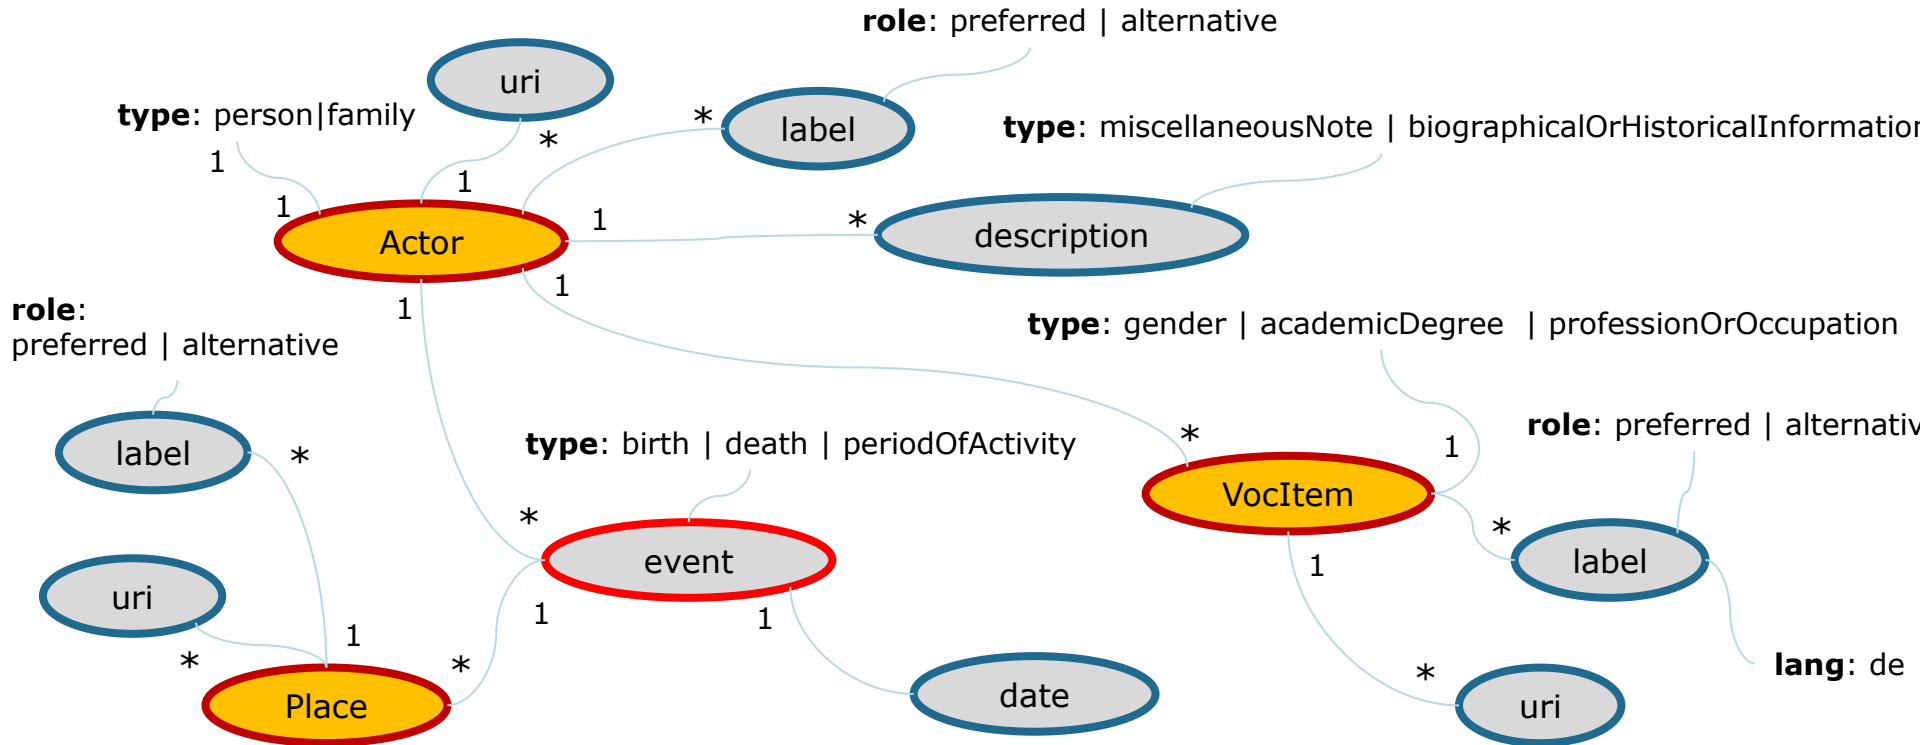 role: preferred | alternative
uri
type: person|family
*
label
*
type: miscellaneousNote | biographicalOrHistoricalInformation
1
1
1
1
*
description
Actor
1
1
role:
preferred | alternative
type: gender | academicDegree | professionOrOccupation
label
*
type: birth | death | periodOfActivity
*
1
role: preferred | alternativ
VocItem
*
*
event
label
1
uri
1
1
1
*
*
lang: de
*
Place
date
uri